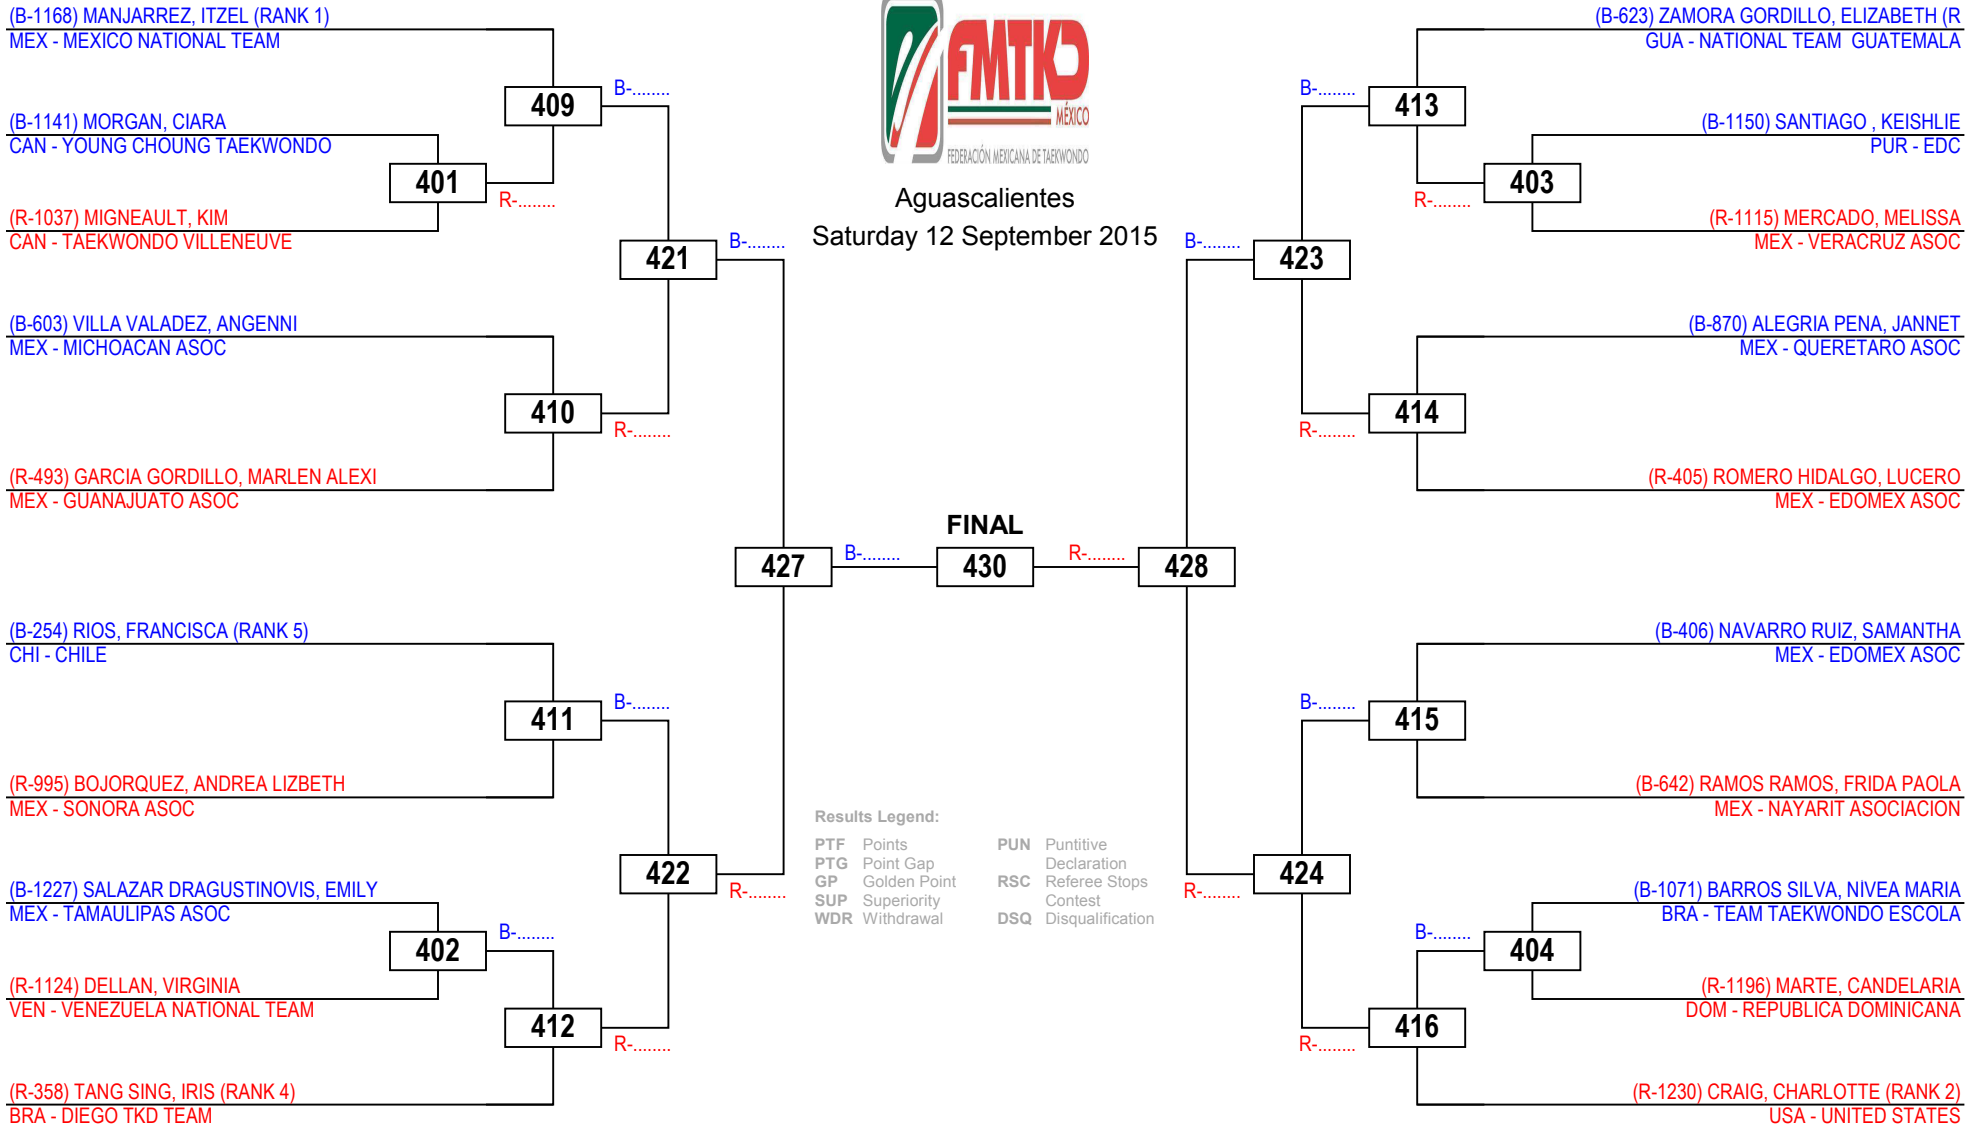 (B-1168) MANJARREZ, ITZEL (RANK 1)
MEX - MEXICO NATIONAL TEAM
409
B-........
(B-1141) MORGAN, CIARA
CAN - YOUNG CHOUNG TAEKWONDO
401
R-........
(R-1037) MIGNEAULT, KIM
CAN - TAEKWONDO VILLENEUVE
421
B-........
(B-603) VILLA VALADEZ, ANGENNI
MEX - MICHOACAN ASOC
410
R-........
(R-493) GARCIA GORDILLO, MARLEN ALEXI
MEX - GUANAJUATO ASOC
427
B-........
(B-254) RIOS, FRANCISCA (RANK 5)
CHI - CHILE
411
B-........
(R-995) BOJORQUEZ, ANDREA LIZBETH
MEX - SONORA ASOC
422
R-........
(B-1227) SALAZAR DRAGUSTINOVIS, EMILY
MEX - TAMAULIPAS ASOC
402
B-........
(R-1124) DELLAN, VIRGINIA
VEN - VENEZUELA NATIONAL TEAM
412
R-........
(R-358) TANG SING, IRIS (RANK 4)
BRA - DIEGO TKD TEAM
FMTKD
MÉXICO
FEDERACIÓN MEXICANA DE TAEKWONDO
Aguascalientes
Saturday 12 September 2015
FINAL
430
Results Legend:
PTF Points
PTG Point Gap
GP Golden Point
SUP Superiority
WDR Withdrawal
PUN Puntitive
Declaration
RSC Referee Stops
Contest
DSQ Disqualification
(B-623) ZAMORA GORDILLO, ELIZABETH (R
GUA - NATIONAL TEAM GUATEMALA
B-........
413
(B-1150) SANTIAGO , KEISHLIE
PUR - EDC
403
R-........
(R-1115) MERCADO, MELISSA
MEX - VERACRUZ ASOC
B-........
423
(B-870) ALEGRIA PENA, JANNET
MEX - QUERETARO ASOC
414
R-........
(R-405) ROMERO HIDALGO, LUCERO
MEX - EDOMEX ASOC
R-........
428
(B-406) NAVARRO RUIZ, SAMANTHA
MEX - EDOMEX ASOC
B-........
415
(B-642) RAMOS RAMOS, FRIDA PAOLA
MEX - NAYARIT ASOCIACION
424
R-........
(B-1071) BARROS SILVA, NIVEA MARIA
BRA - TEAM TAEKWONDO ESCOLA
B-........
404
(R-1196) MARTE, CANDELARIA
DOM - REPUBLICA DOMINICANA
416
R-........
(R-1230) CRAIG, CHARLOTTE (RANK 2)
USA - UNITED STATES